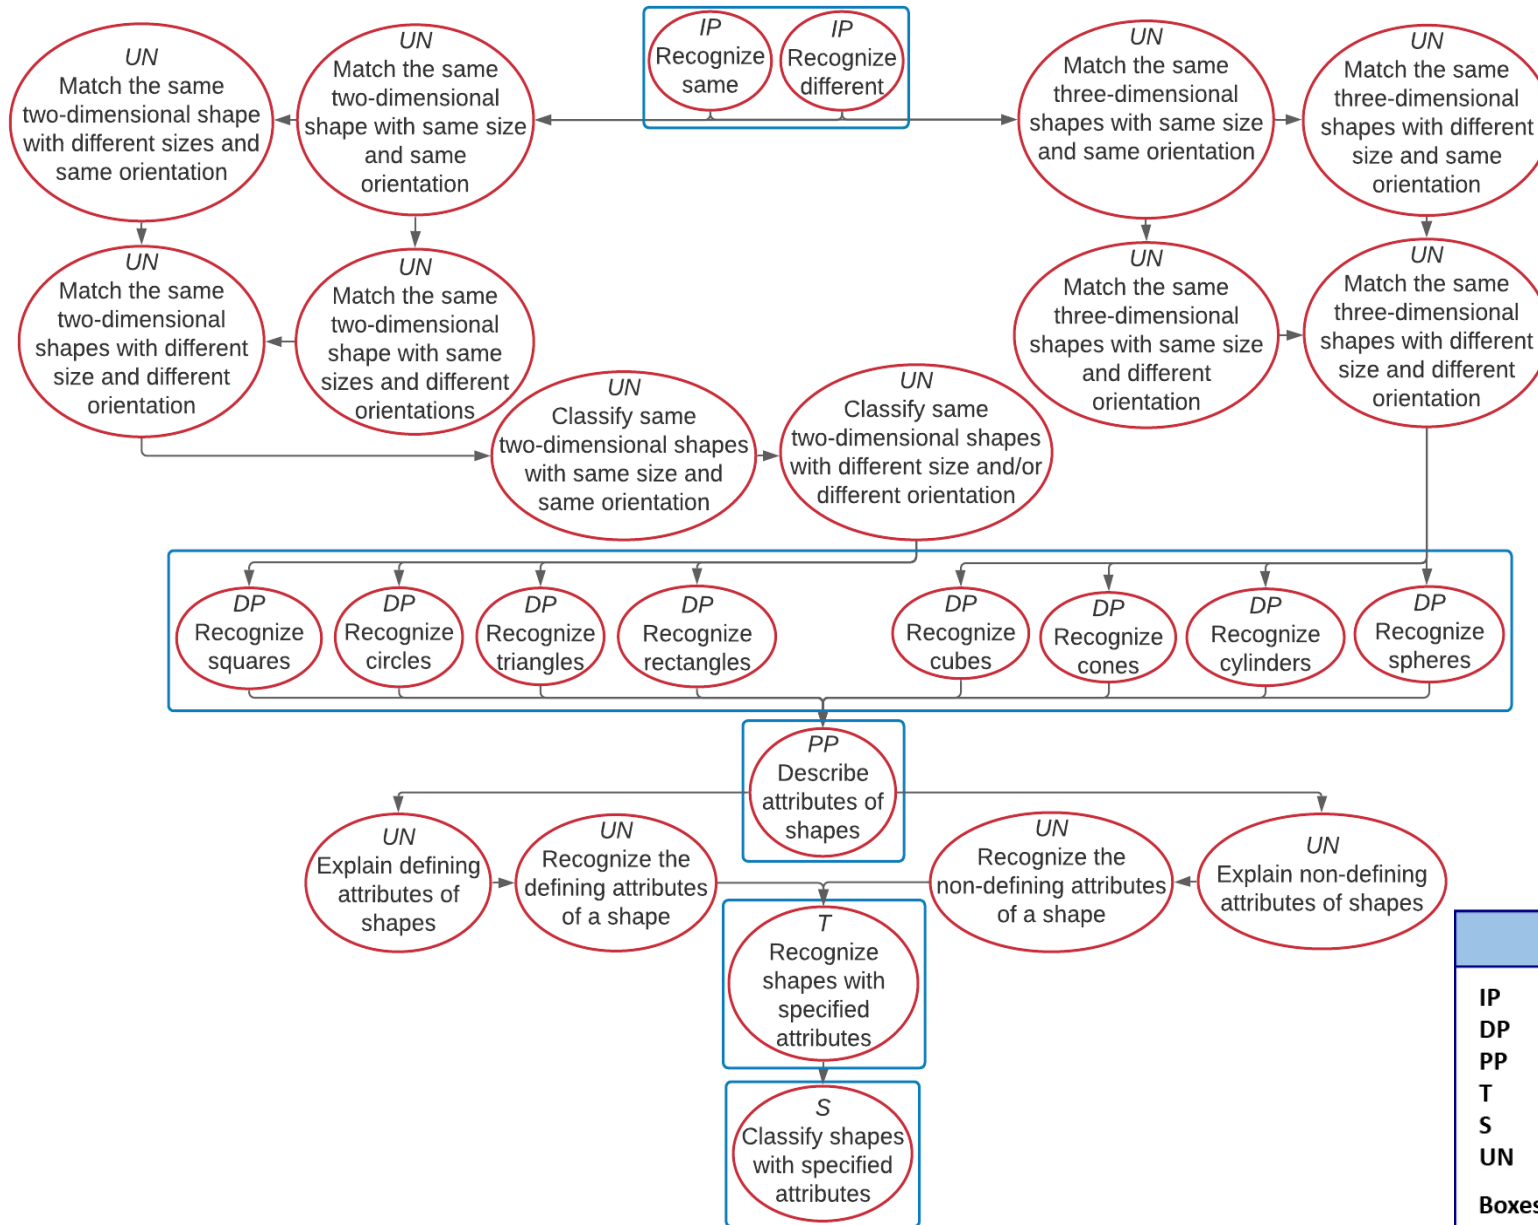 IP
Recognize
same
IP
Recognize
different
UN
Match the same
two-dimensional shape
with different sizes and
same orientation
UN
Match the same
two-dimensional
shape with same size
and same
orientation
UN
Match the same
three-dimensional
shapes with same size
and same orientation
UN
Match the same
three-dimensional
shapes with different
size and same
orientation
UN
Match the same
two-dimensional
shapes with different
size and different
orientation
UN
Match the same
two-dimensional
shape with same
sizes and different
orientations
UN
Match the same
three-dimensional
shapes with same size
and different
orientation
UN
Match the same
three-dimensional
shapes with different
size and different
orientation
UN
Classify same
two-dimensional shapes
with same size and
same orientation
UN
Classify same
two-dimensional shapes
with different size and/or
different orientation
DP
Recognize
squares
DP
Recognize
circles
DP
Recognize
triangles
DP
Recognize
rectangles
DP
Recognize
cubes
DP
Recognize
cones
DP
Recognize
cylinders
DP
Recognize
spheres
PP
Describe
attributes of
shapes
UN
Explain defining
attributes of
shapes
UN
Recognize the
defining attributes
of a shape
UN
Recognize the
non-defining attributes
of a shape
UN
Explain non-defining
attributes of shapes
T
Recognize
shapes with
specified
attributes
S
Classify shapes
with specified
attributes
IP
DP
PP
T
S
UN
Boxes